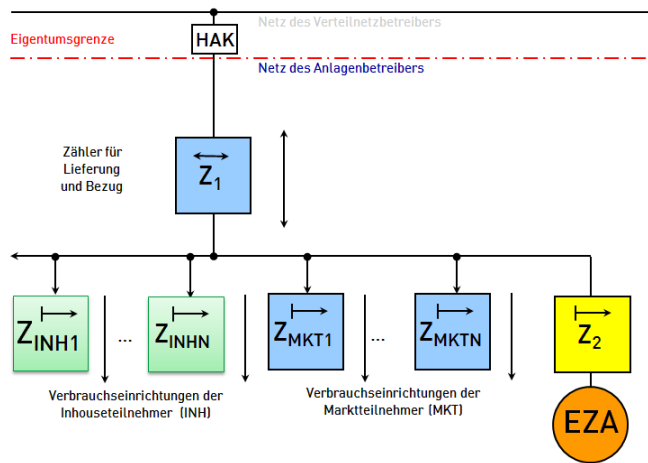 Netz des Verteilnetzbetreibers
Eigentumsgrenze
HAK
Netz des Anlagenbetreibers
Zähler für
Lieferung
und Bezug
Z1
ZINH1
...
ZINHN
ZMKT1
...
ZMKTN
Z2
Verbrauchseinrichtungen der
Inhouseteilnehmer (INH)
Verbrauchseinrichtungen der
Marktteilnehmer (MKT)
EZA